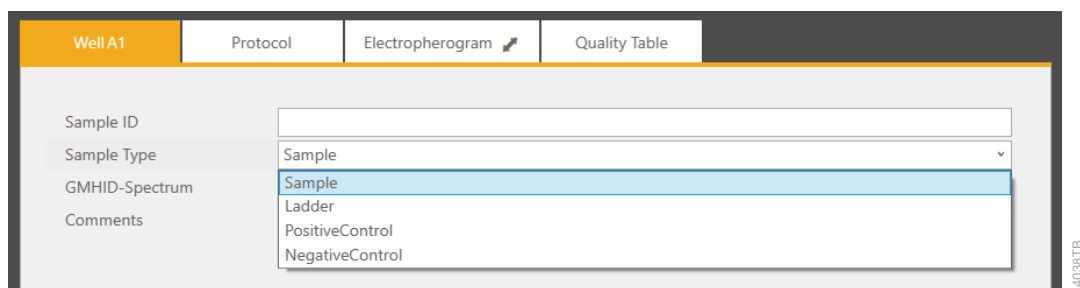 Well A1 Protocol Electropherogram Quality Table
Sample ID
Sample Type Sample
GMHID-Spectrum Sample
Ladder
Comments PositiveControl
NegativeControl
4038TB